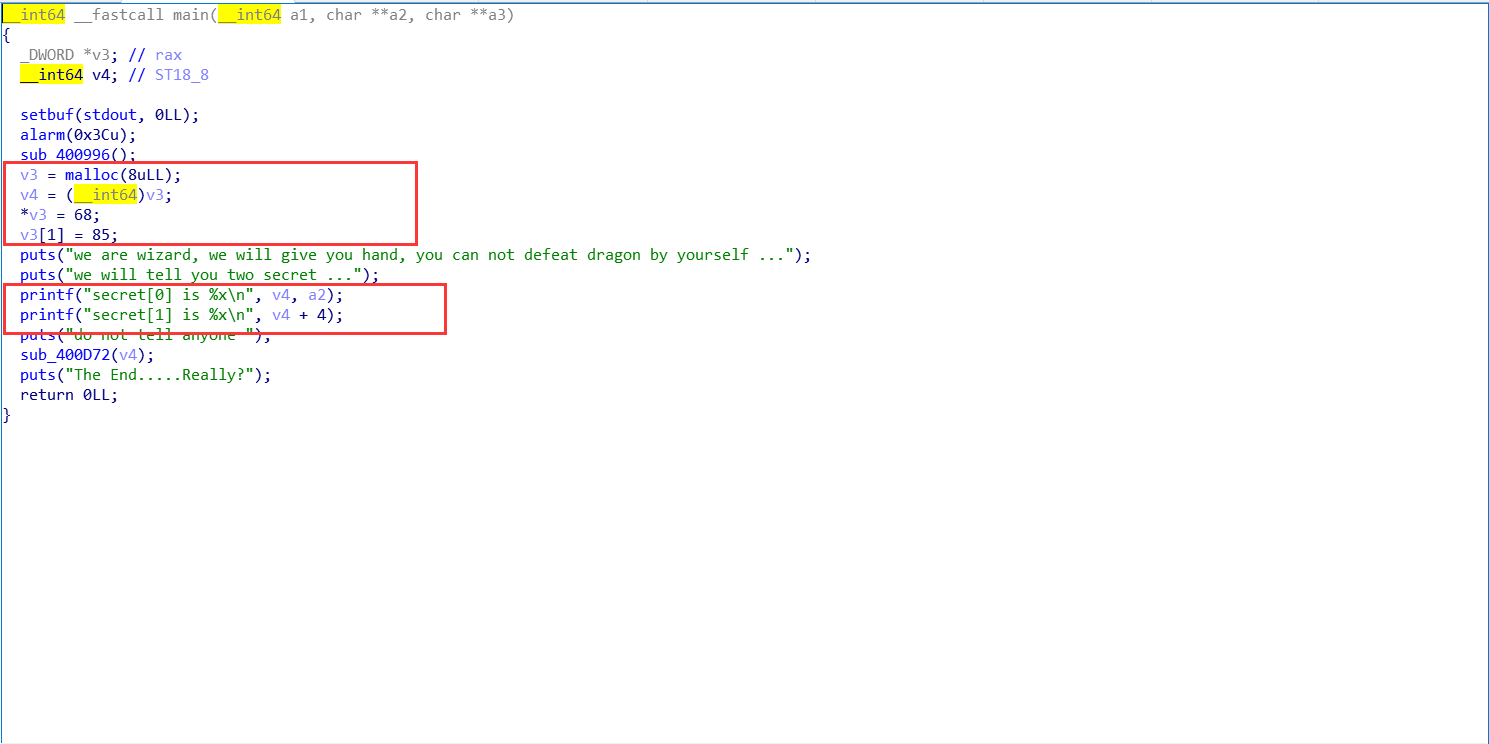 __int64 __fastcall main(__int64 a1, char **a2, char **a3)
{
  _DWORD *v3; // rax
  __int64 v4; // ST18_8

  setbuf(stdout, 0LL);
  alarm(0x3Cu);
  sub_400996();
  v3 = malloc(8uLL);
  v4 = (__int64)v3;
  *v3 = 68;
  v3[1] = 85;
  puts("we are wizard, we will give you hand, you can not defeat dragon by yourself ...");
  puts("we will tell you two secret ...");
  printf("secret[0] is %x\n", v4, a2);
  printf("secret[1] is %x\n", v4 + 4);
  puts("do not tell anyone ");
  sub_400D72(v4);
  puts("The End.....Really?");
  return 0LL;
}